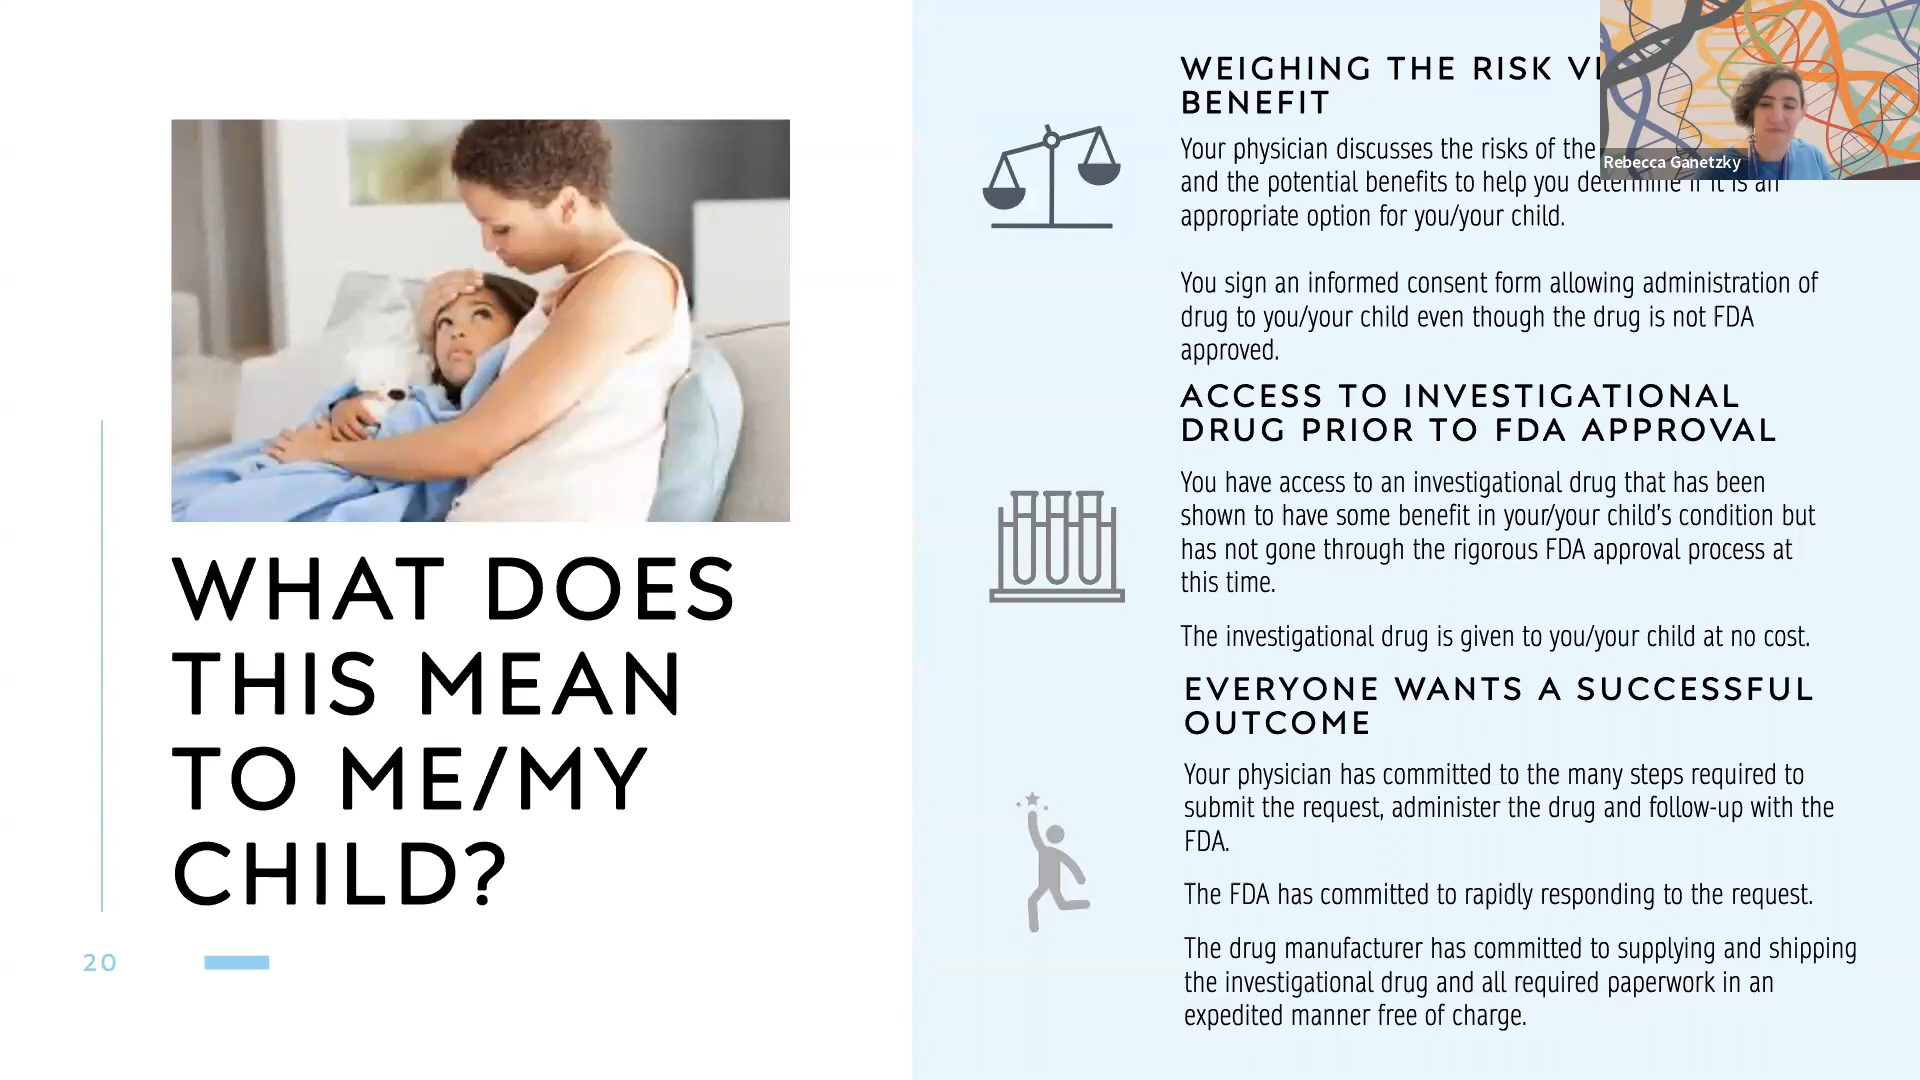 WHAT DOES
THIS MEAN
TO ME/MY
CHILD?
20
WEIGHING THE RISK
BENEFIT
Your physician discusses the risks of the
and the potential benefits to help you determine if it is an
appropriate option for you/your child.
You sign an informed consent form allowing administration of
drug to you/your child even though the drug is not FDA
approved.
ACCESS TO INVESTIGATIONAL
DRUG PRIOR TO FDA APPROVAL
You have access to an investigational drug that has been
shown to have some benefit in your/your child's condition but
has not gone through the rigorous FDA approval process at
this time.
The investigational drug is given to you/your child at no cost.
EVERYONE WANTS A SUCCESSFUL
OUTCOME
Your physician has committed to the many steps required to
submit the request, administer the drug and follow-up with the
FDA.
The FDA has committed to rapidly responding to the request.
The drug manufacturer has committed to supplying and shipping
the investigational drug and all required paperwork in an
expedited manner free of charge.
Rebecca Ganetzky